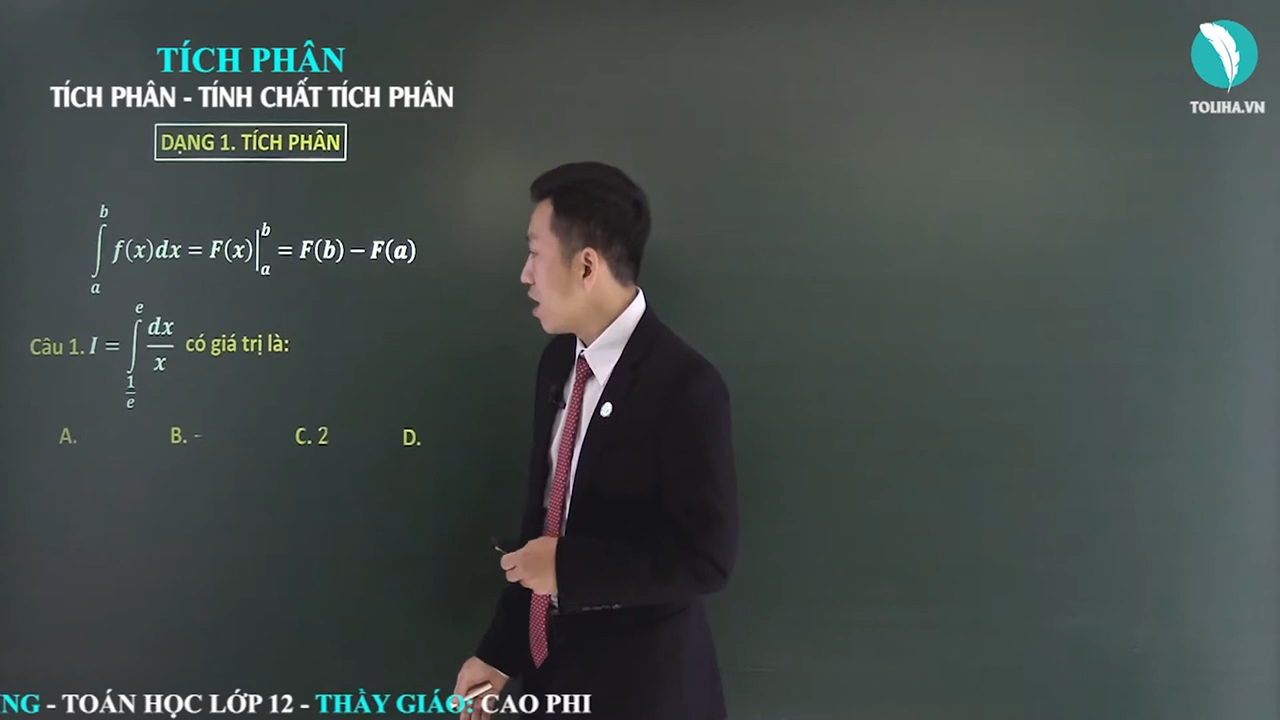 TÍCH PHÂN
TÍCH PHÂN - TÍNH CHẤT TÍCH PHÂN
DẠNG 1. TÍCH PHÂN
∫_a^b f(x)dx = F(x)|_a^b = F(b) − F(a)
Câu 1. I = ∫_{1/e}^e dx/x có giá trị là:
A. B. - C. 2 D.
TOLIHA.VN
NG - TOÁN HỌC LỚP 12 - THẦY GIÁO: CAO PHI